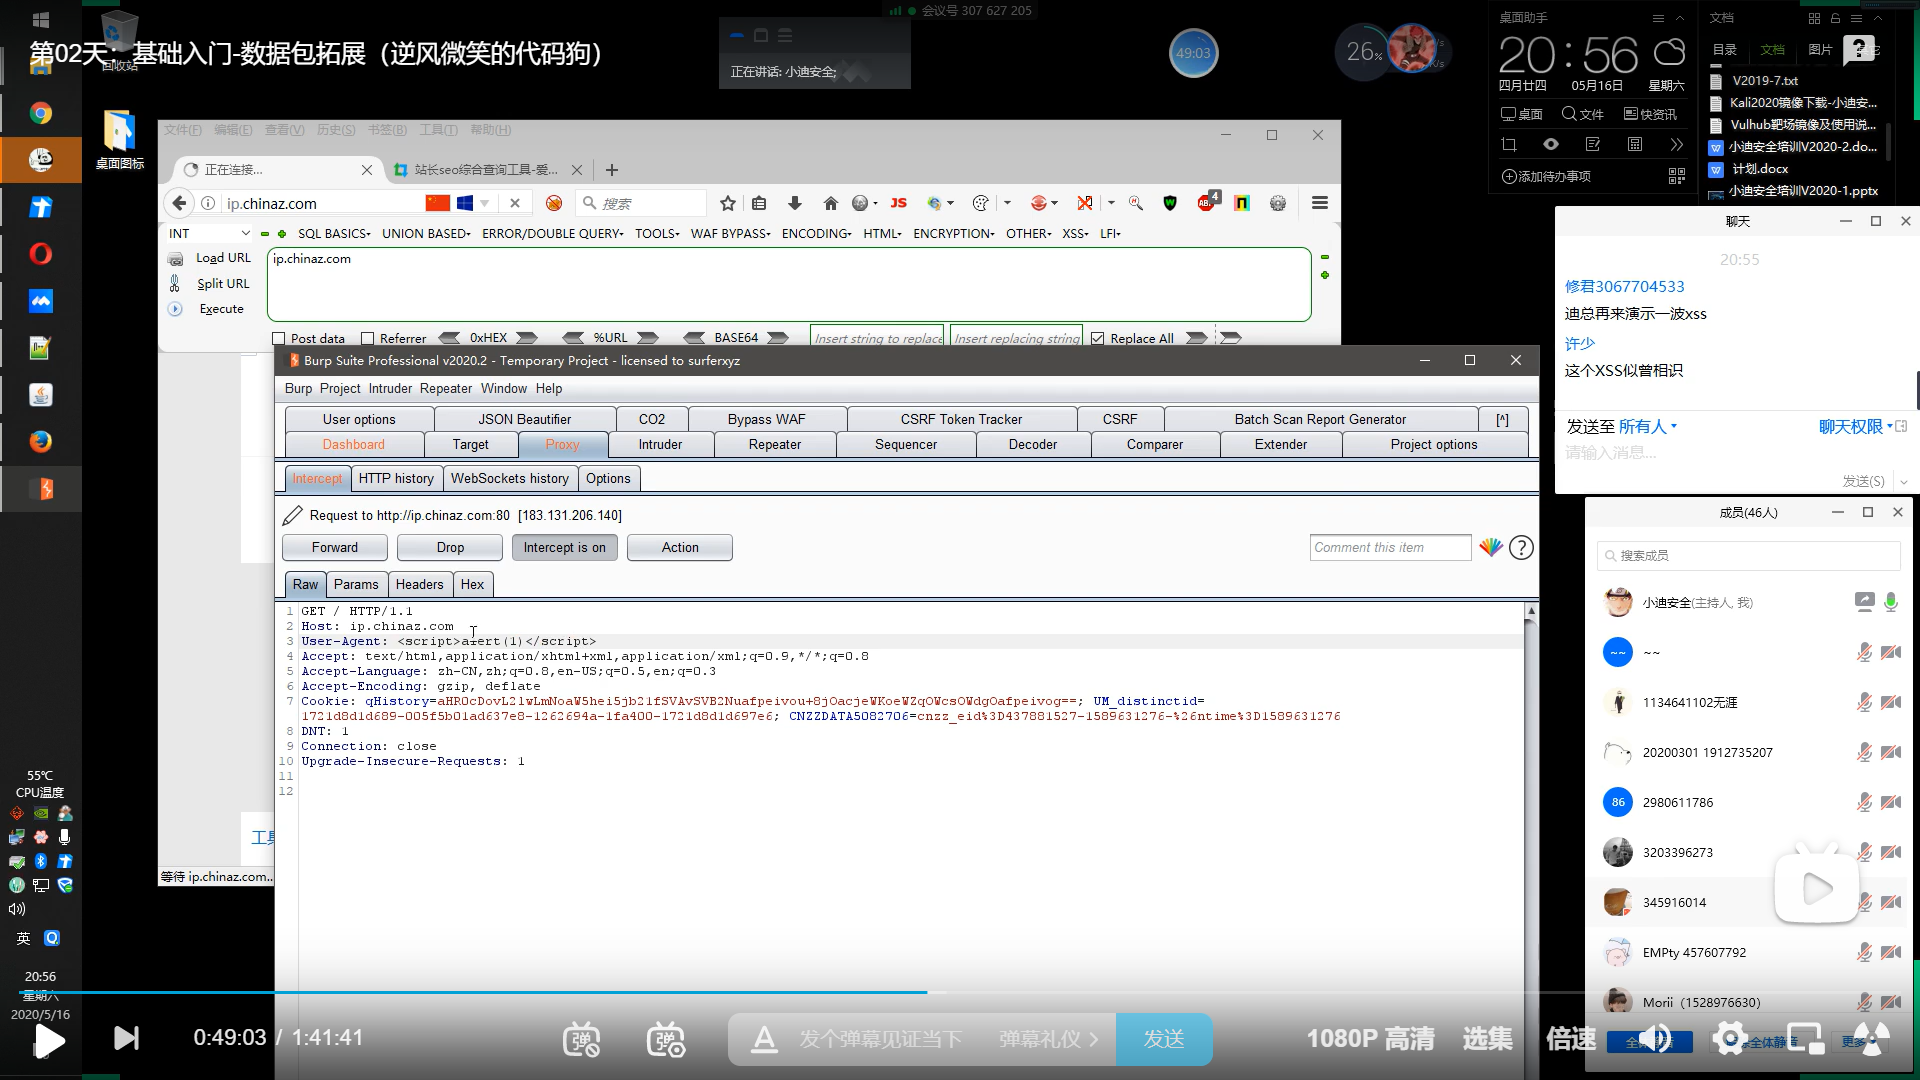 会议号 307 627 205
第02天：基础入门-数据包拓展（逆风微笑的代码狗）
回收站
桌面图标
正在讲话: 小迪安全;
49:03
26%
桌面助手
20:56
四月廿四
05月16日
星期六
桌面
文件
快资讯
添加待办事项
文档
目录
文档
图片
V2019-7.txt
Kali2020镜像下载-小迪安...
Vulhub靶场镜像及使用说...
小迪安全培训V2020-2.do...
计划.docx
小迪安全培训V2020-1.pptx
文件(F) 编辑(E) 查看(V) 历史(S) 书签(B) 工具(T) 帮助(H)
正在连接...
站长seo综合查询工具-爱...
ip.chinaz.com
搜索
INT
SQL BASICS UNION BASED ERROR/DOUBLE QUERY TOOLS WAF BYPASS ENCODING HTML ENCRYPTION OTHER XSS LFI
Load URL
Split URL
Execute
ip.chinaz.com
Post data Referrer 0xHEX %URL BASE64 Insert string to replace Insert replacing string Replace All
Burp Suite Professional v2020.2 - Temporary Project - licensed to surferxyz
Burp Project Intruder Repeater Window Help
User options JSON Beautifier CO2 Bypass WAF CSRF Token Tracker CSRF Batch Scan Report Generator [^]
Dashboard Target Proxy Intruder Repeater Sequencer Decoder Comparer Extender Project options
Intercept HTTP history WebSockets history Options
Request to http://ip.chinaz.com:80 [183.131.206.140]
Forward Drop Intercept is on Action
Comment this item
Raw Params Headers Hex
1 GET / HTTP/1.1
2 Host: ip.chinaz.com
3 User-Agent: <script>alert(1)</script>
4 Accept: text/html,application/xhtml+xml,application/xml;q=0.9,*/*;q=0.8
5 Accept-Language: zh-CN,zh;q=0.8,en-US;q=0.5,en;q=0.3
6 Accept-Encoding: gzip, deflate
7 Cookie: qHistory=aHR0cDovL2lwLmNoaW5hei5jb21fSVAvSVB2Nuafpeivou+8jOacjeWKoeWZqOWcsOWdgOafpeivog==; UM_distinctid=
1721d8d1d689-005f5b01ad637e8-1262694a-1fa400-1721d8d1d697e6; CNZZDATA5082706=cnzz_eid%3D437881527-1589631276-%26ntime%3D1589631276
8 DNT: 1
9 Connection: close
10 Upgrade-Insecure-Requests: 1
11
12
等待 ip.chinaz.com...
聊天
20:55
修君3067704533
迪总再来演示一波xss
许少
这个XSS似曾相识
发送至 所有人
聊天权限
请输入消息...
发送(S)
成员(46人)
搜索成员
小迪安全(主持人, 我)
~~
1134641102无涯
20200301 1912735207
86
2980611786
3203396273
345916014
EMPty 457607792
Morii（1528976630）
55℃
CPU温度
英
20:56
星期六
2020/5/16
0:49:03 / 1:41:41
弹
弹
发个弹幕见证当下
弹幕礼仪
发送
1080P 高清
选集
倍速
更多